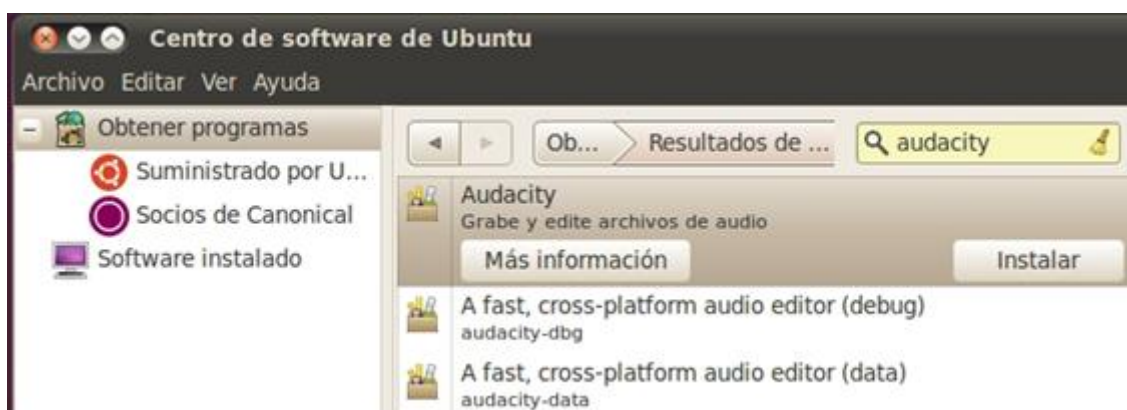 Centro de software de Ubuntu
Archivo Editar Ver Ayuda
Obtener programas
Suministrado por U...
Socios de Canonical
Software instalado
Ob...
Resultados de ...
audacity
Audacity
Grabe y edite archivos de audio
Más información
Instalar
A fast, cross-platform audio editor (debug)
audacity-dbg
A fast, cross-platform audio editor (data)
audacity-data